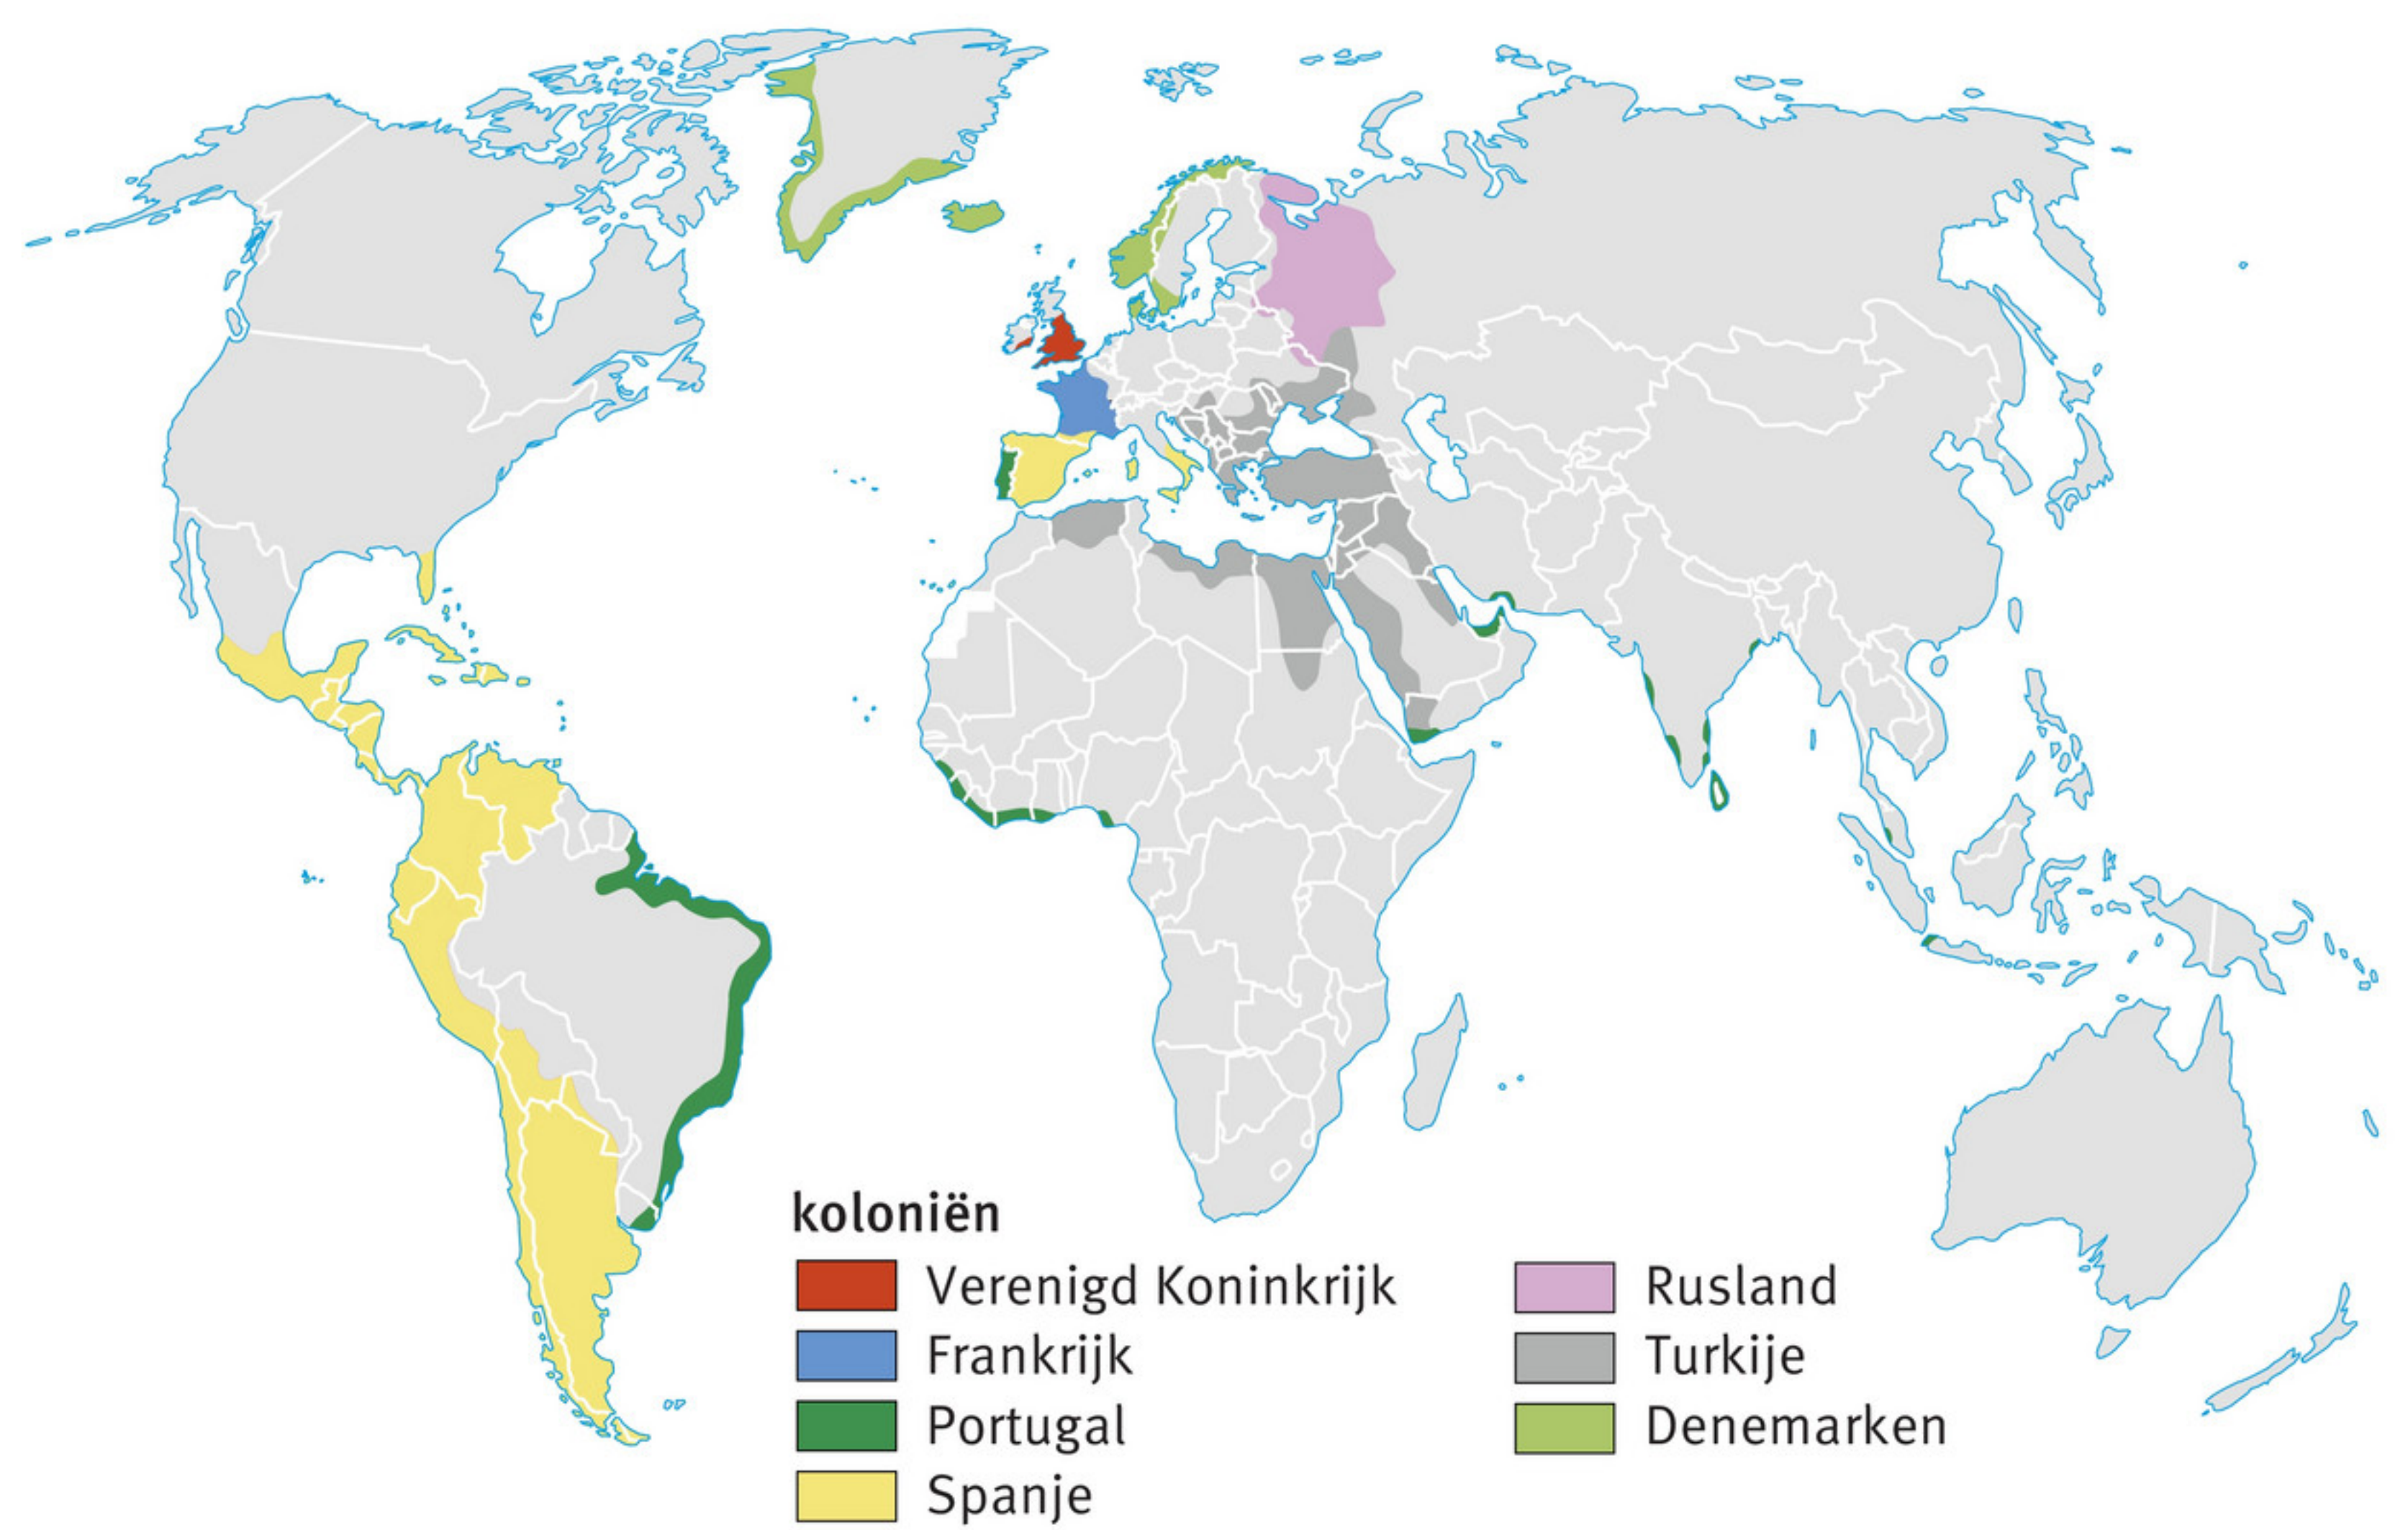 koloniën
Verenigd Koninkrijk
Frankrijk
Portugal
Spanje
Rusland
Turkije
Denemarken